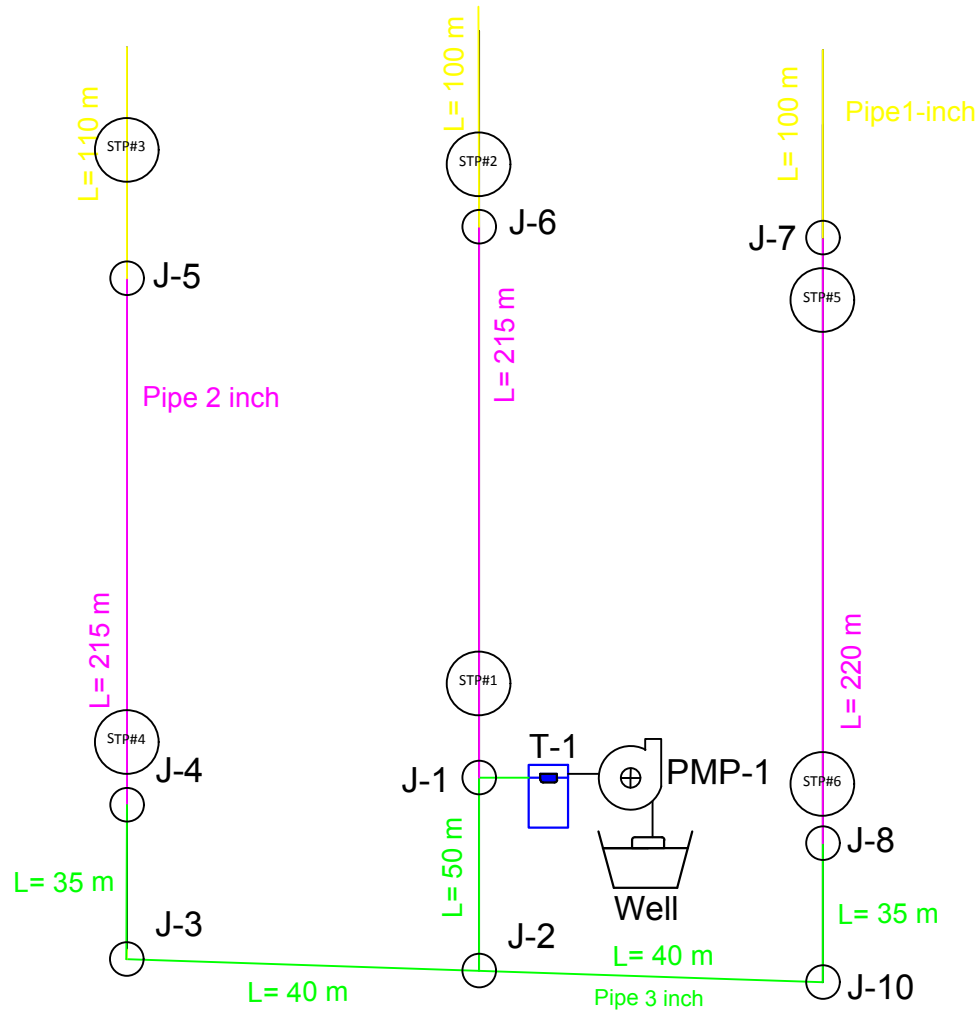 L= 110 m
STP#3
L= 100 m
STP#2
L= 100 m
Pipe1-inch
J-6
J-7
J-5
STP#5
L= 215 m
Pipe 2 inch
L= 215 m
STP#4
STP#1
L= 220 m
J-4
J-1
T-1
PMP-1
STP#6
J-8
L= 50 m
Well
L= 35 m
L= 35 m
J-3
J-2
L= 40 m
L= 40 m
Pipe 3 inch
J-10